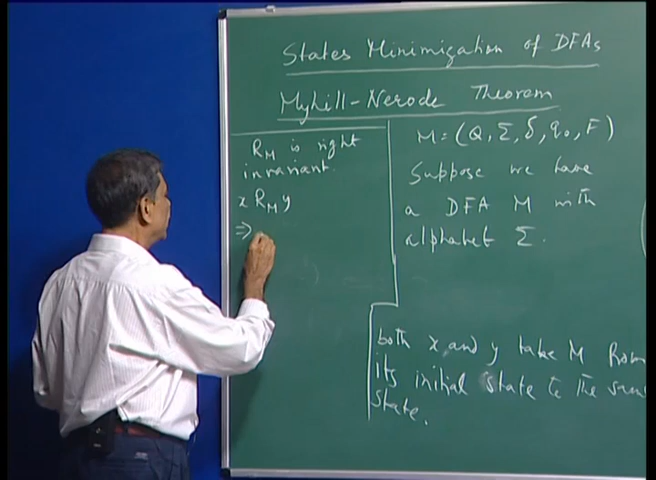 States Minimization of DFAs
Myhill-Nerode Theorem
R_M is right
invariant.
x R_M y
⇒
M = (Q, Σ, δ, q₀, F)
Suppose we have
a DFA M with
alphabet Σ.
both x and y take M from
its initial state to the same
state.